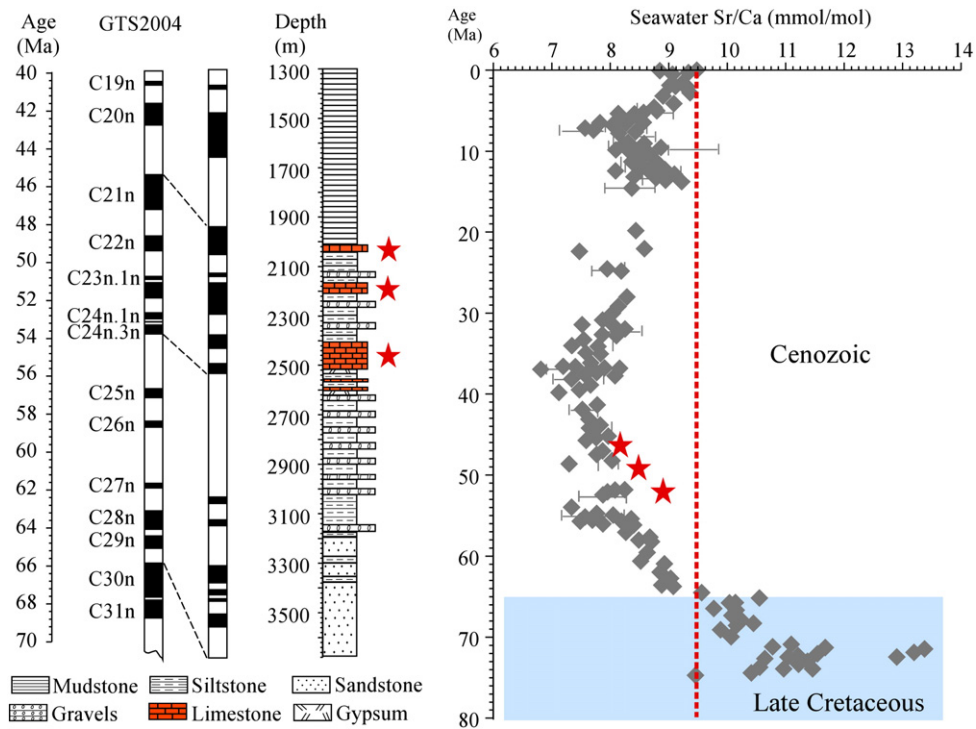 Age
(Ma)
GTS2004
Depth
(m)
40
42
44
46
48
50
52
54
56
58
60
62
64
66
68
70
C19n
C20n
C21n
C22n
C23n.1n
C24n.1n
C24n.3n
C25n
C26n
C27n
C28n
C29n
C30n
C31n
1300
1500
1700
1900
2100
2300
2500
2700
2900
3100
3300
3500
Mudstone
Siltstone
Sandstone
Gravels
Limestone
Gypsum
Age
(Ma)
Seawater Sr/Ca (mmol/mol)
6 7 8 9 10 11 12 13 14
0
10
20
30
40
50
60
70
80
Cenozoic
Late Cretaceous